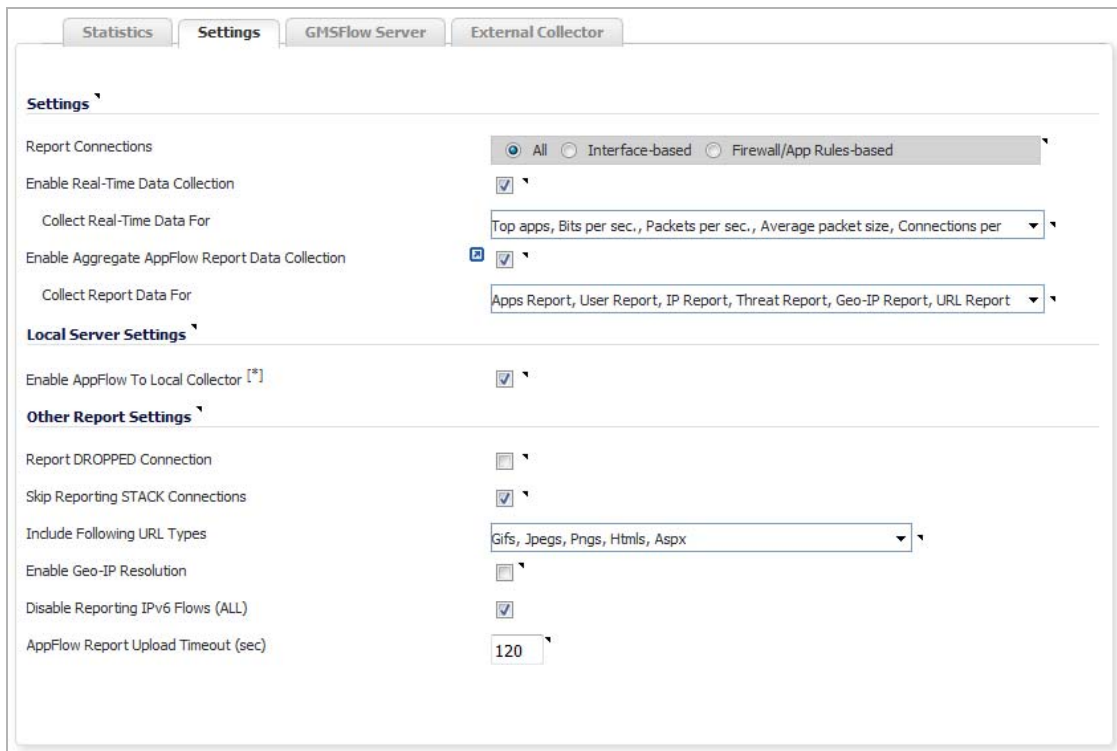 Statistics Settings GMSFlow Server External Collector
Settings
Report Connections All Interface-based Firewall/App Rules-based
Enable Real-Time Data Collection
Collect Real-Time Data For Top apps, Bits per sec., Packets per sec., Average packet size, Connections per
Enable Aggregate AppFlow Report Data Collection
Collect Report Data For Apps Report, User Report, IP Report, Threat Report, Geo-IP Report, URL Report
Local Server Settings
Enable AppFlow To Local Collector [*]
Other Report Settings
Report DROPPED Connection
Skip Reporting STACK Connections
Include Following URL Types Gifs, Jpegs, Pngs, Htmls, Aspx
Enable Geo-IP Resolution
Disable Reporting IPv6 Flows (ALL)
AppFlow Report Upload Timeout (sec) 120